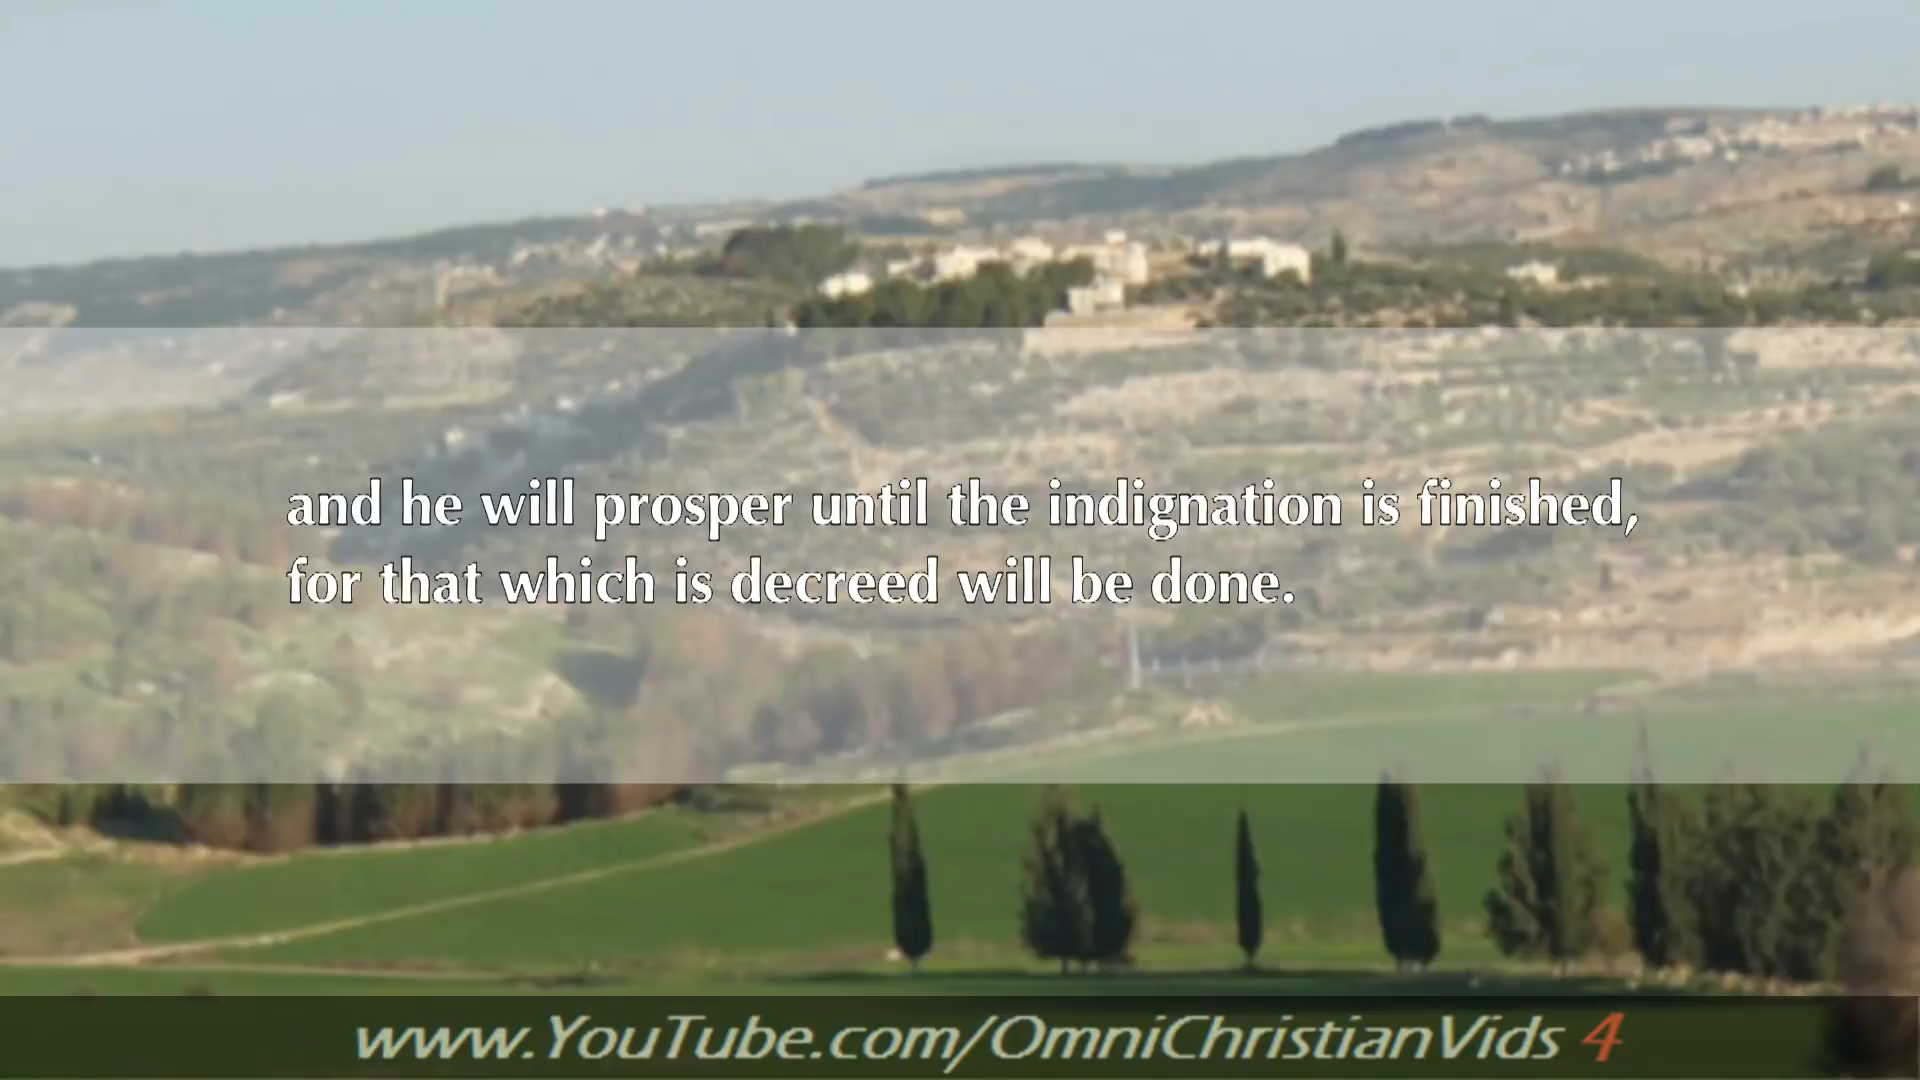 and he will prosper until the indignation is finished,
for that which is decreed will be done.
www.YouTube.com/OmniChristianVids 4